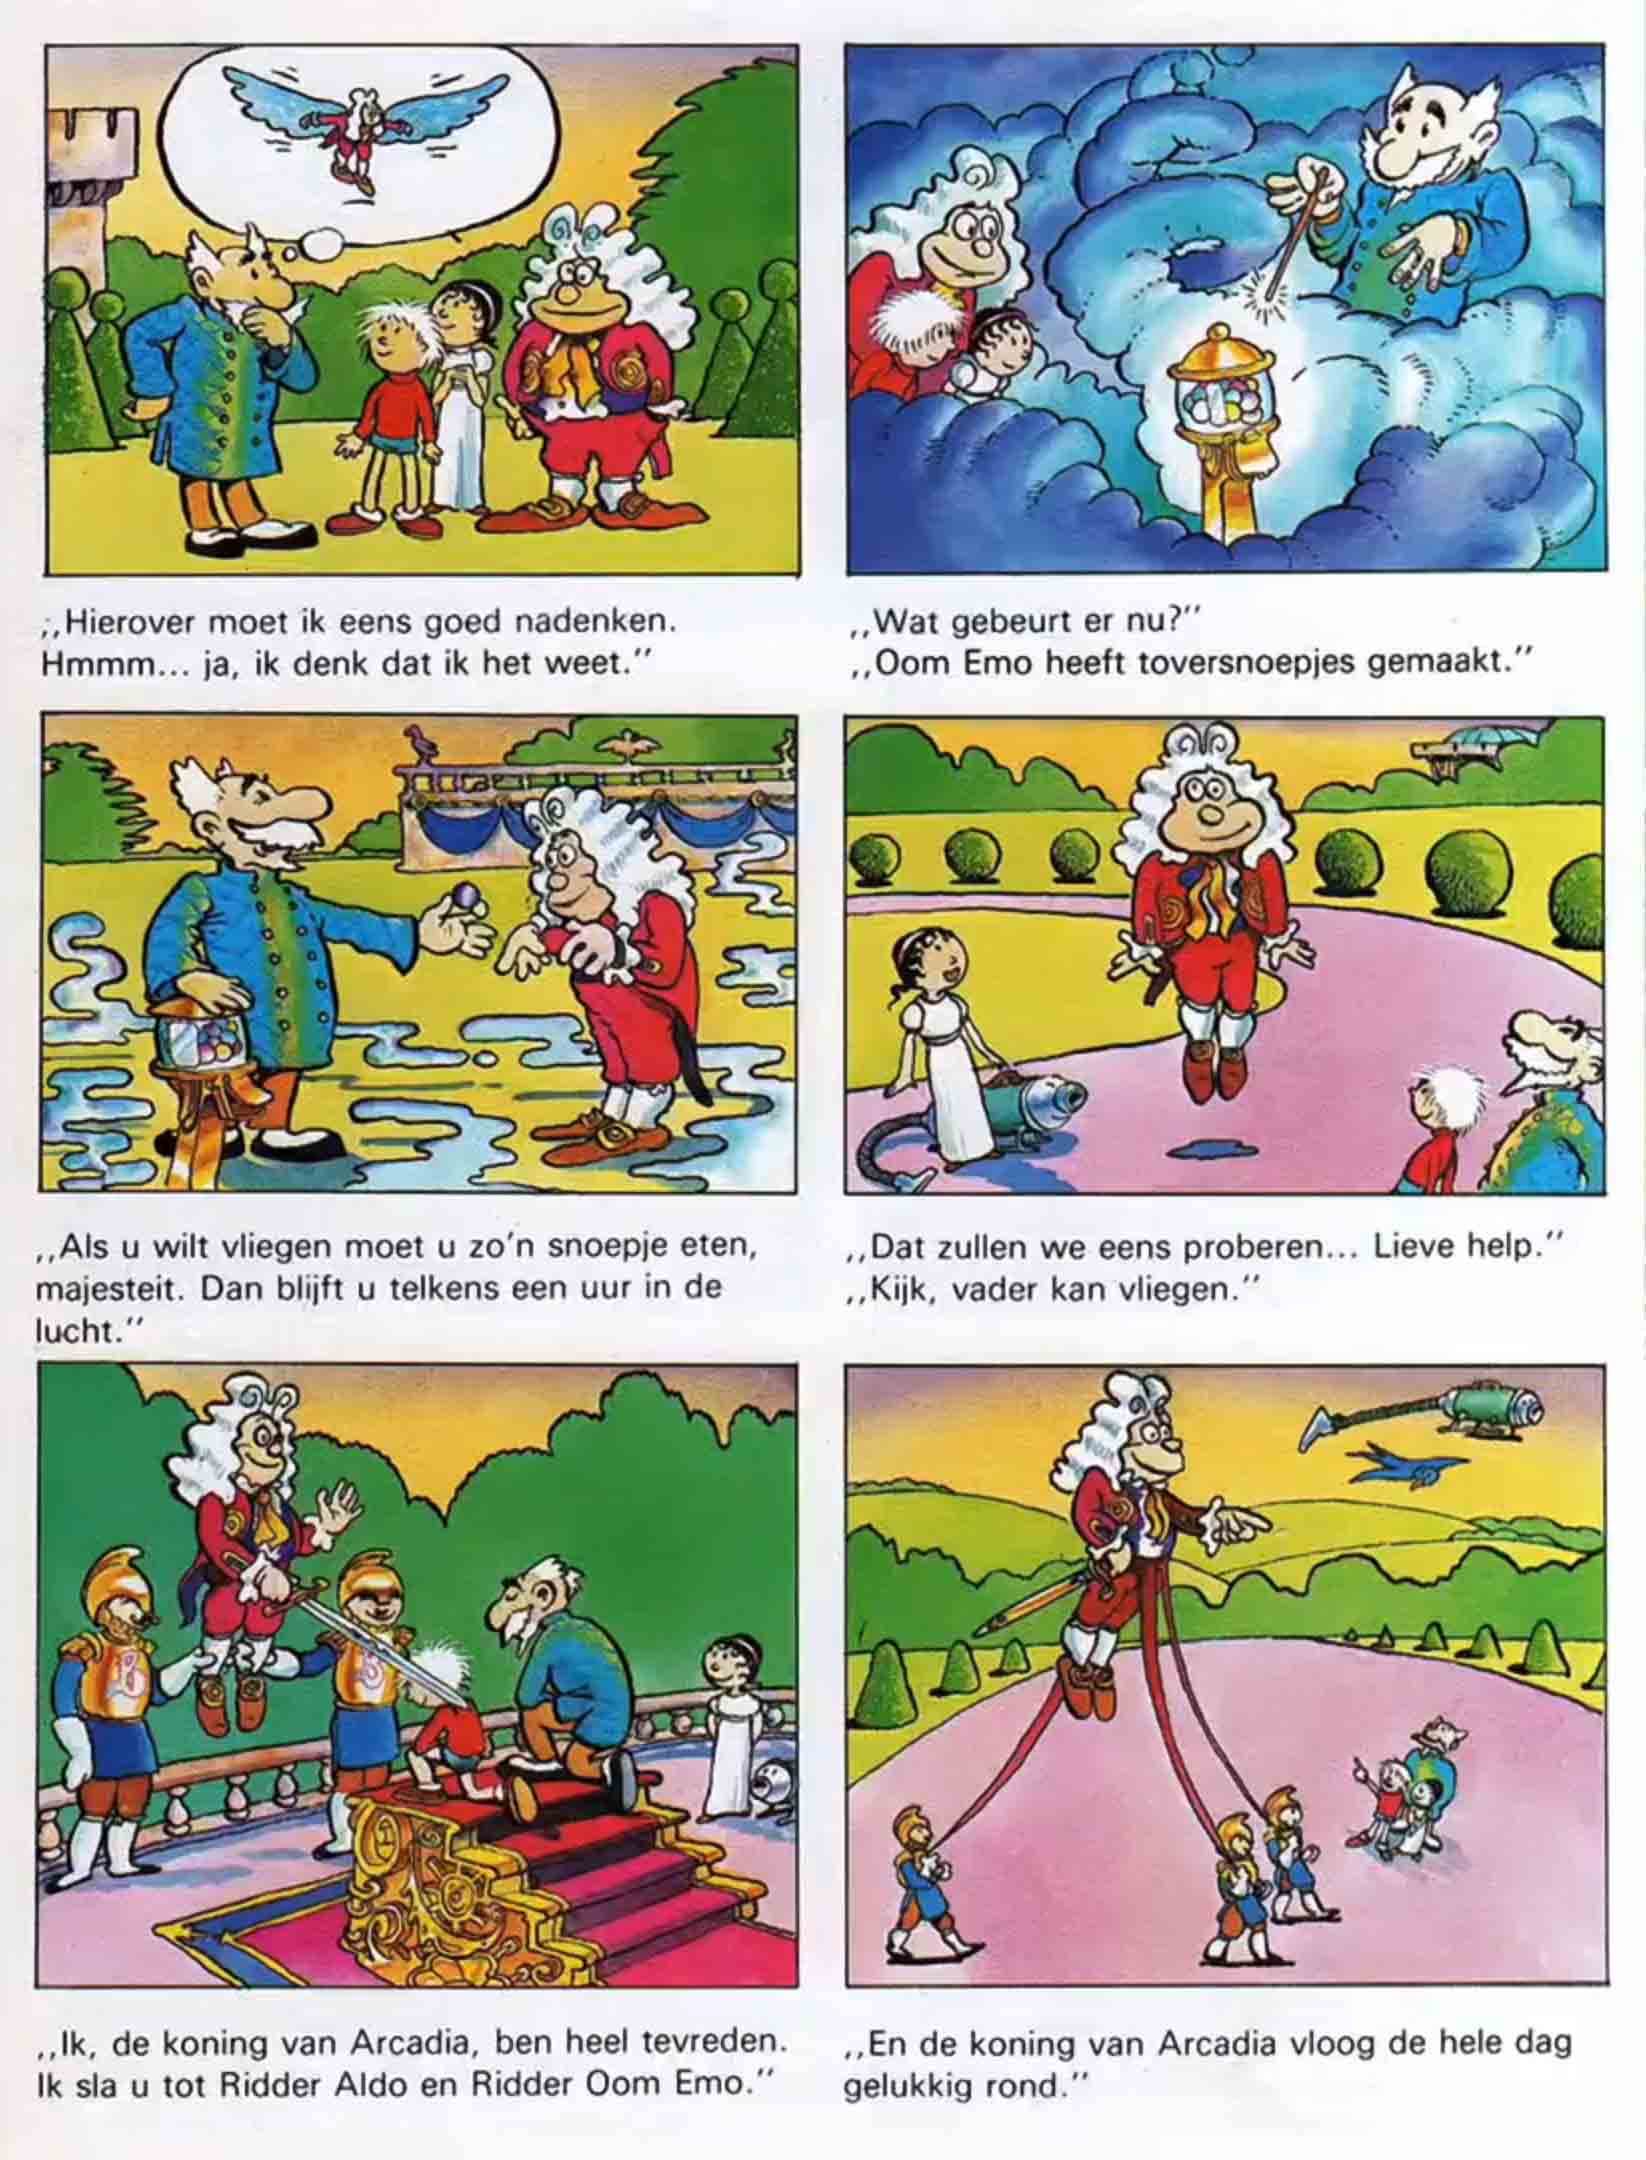 ,,Hierover moet ik eens goed nadenken.
Hmmm... ja, ik denk dat ik het weet."
,,Wat gebeurt er nu?"
,,Oom Emo heeft toversnoepjes gemaakt."
,,Als u wilt vliegen moet u zo'n snoepje eten,
majesteit. Dan blijft u telkens een uur in de
lucht."
,,Dat zullen we eens proberen... Lieve help."
,,Kijk, vader kan vliegen."
,,Ik, de koning van Arcadia, ben heel tevreden.
Ik sla u tot Ridder Aldo en Ridder Oom Emo."
,,En de koning van Arcadia vloog de hele dag
gelukkig rond."